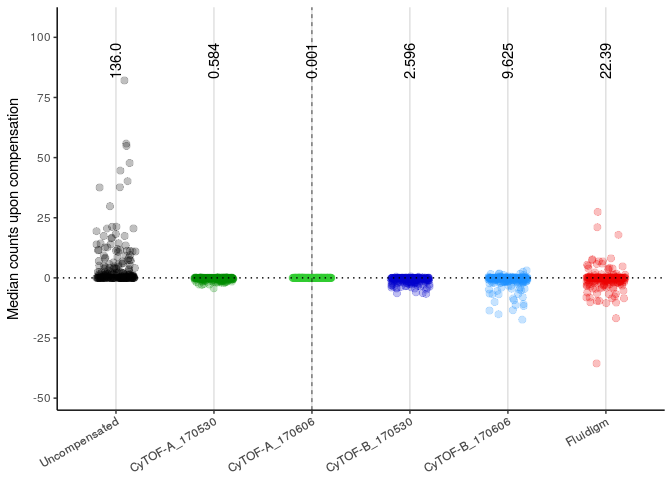 Median counts upon compensation
100
75
50
25
0
-25
-50
136.0
0.584
0.001
2.596
9.625
22.39
Uncompensated
CyTOF-A_170530
CyTOF-A_170606
CyTOF-B_170530
CyTOF-B_170606
Fluidigm